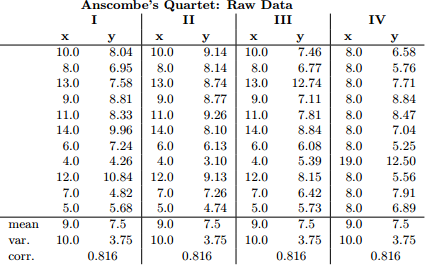 Anscombe's Quartet: Raw Data
I II III IV
x y x y x y x y
10.0 8.04 10.0 9.14 10.0 7.46 8.0 6.58
8.0 6.95 8.0 8.14 8.0 6.77 8.0 5.76
13.0 7.58 13.0 8.74 13.0 12.74 8.0 7.71
9.0 8.81 9.0 8.77 9.0 7.11 8.0 8.84
11.0 8.33 11.0 9.26 11.0 7.81 8.0 8.47
14.0 9.96 14.0 8.10 14.0 8.84 8.0 7.04
6.0 7.24 6.0 6.13 6.0 6.08 8.0 5.25
4.0 4.26 4.0 3.10 4.0 5.39 19.0 12.50
12.0 10.84 12.0 9.13 12.0 8.15 8.0 5.56
7.0 4.82 7.0 7.26 7.0 6.42 8.0 7.91
5.0 5.68 5.0 4.74 5.0 5.73 8.0 6.89
mean 9.0 7.5 9.0 7.5 9.0 7.5 9.0 7.5
var. 10.0 3.75 10.0 3.75 10.0 3.75 10.0 3.75
corr. 0.816 0.816 0.816 0.816